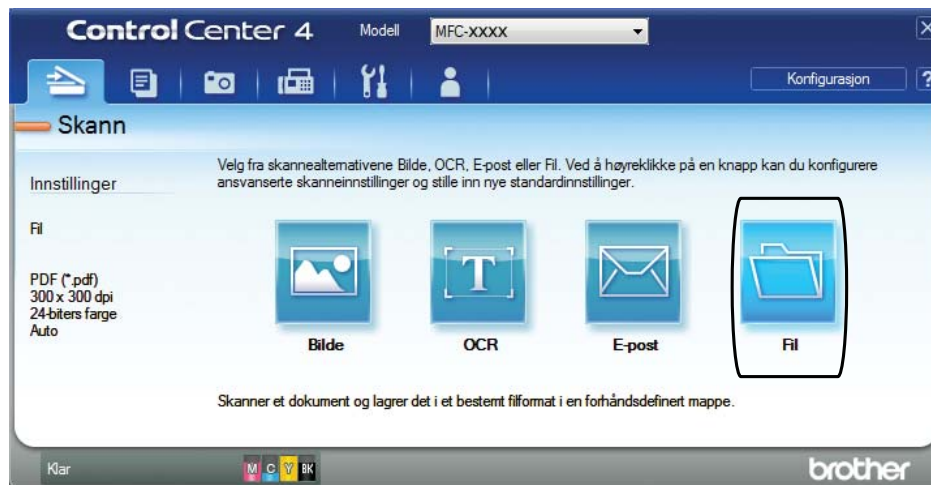 Control Center 4
Modell
MFC-XXXX
Konfigurasjon
?
Skann
Innstillinger
Fil
PDF (*.pdf)
300 x 300 dpi
24-biters farge
Auto
Velg fra skannealternativene Bilde, OCR, E-post eller Fil. Ved å høyreklikke på en knapp kan du konfigurere
ansvanserte skanneinnstillinger og stille inn nye standardinnstillinger.
T
Bilde
OCR
E-post
Fil
Skanner et dokument og lagrer det i et bestemt filformat i en forhåndsdefinert mappe.
Klar
M C Y BK
brother